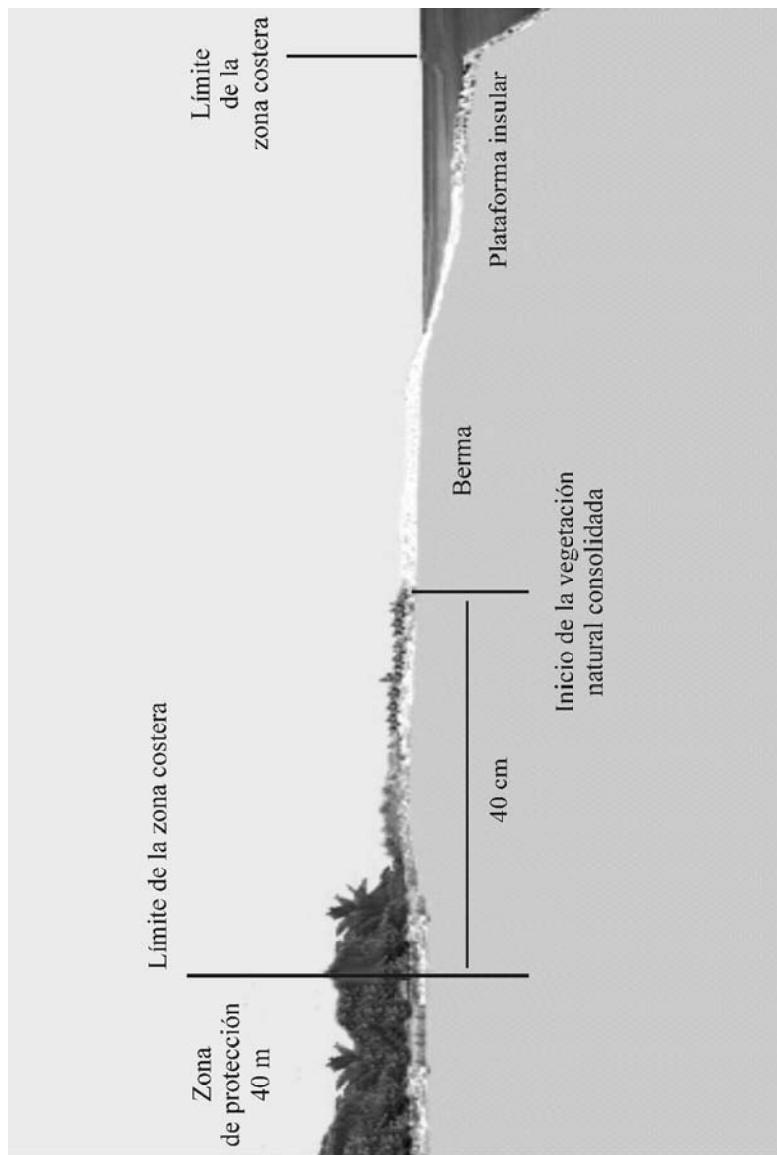 Zona
de protección
40 m
Límite de la zona costera
40 cm
Inicio de la vegetación
natural consolidada
Berma
Plataforma insular
Límite
de la
zona costera